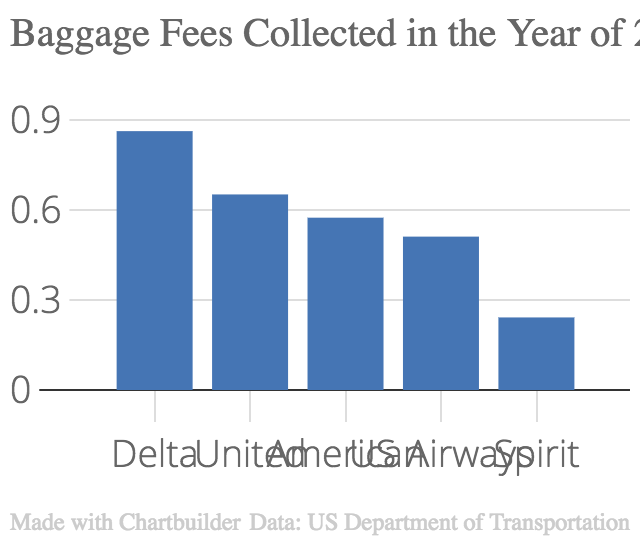 Baggage Fees Collected in the Year of
0.9
0.6
0.3
0
Delta United American US Airways Spirit
Made with Chartbuilder Data: US Department of Transportation